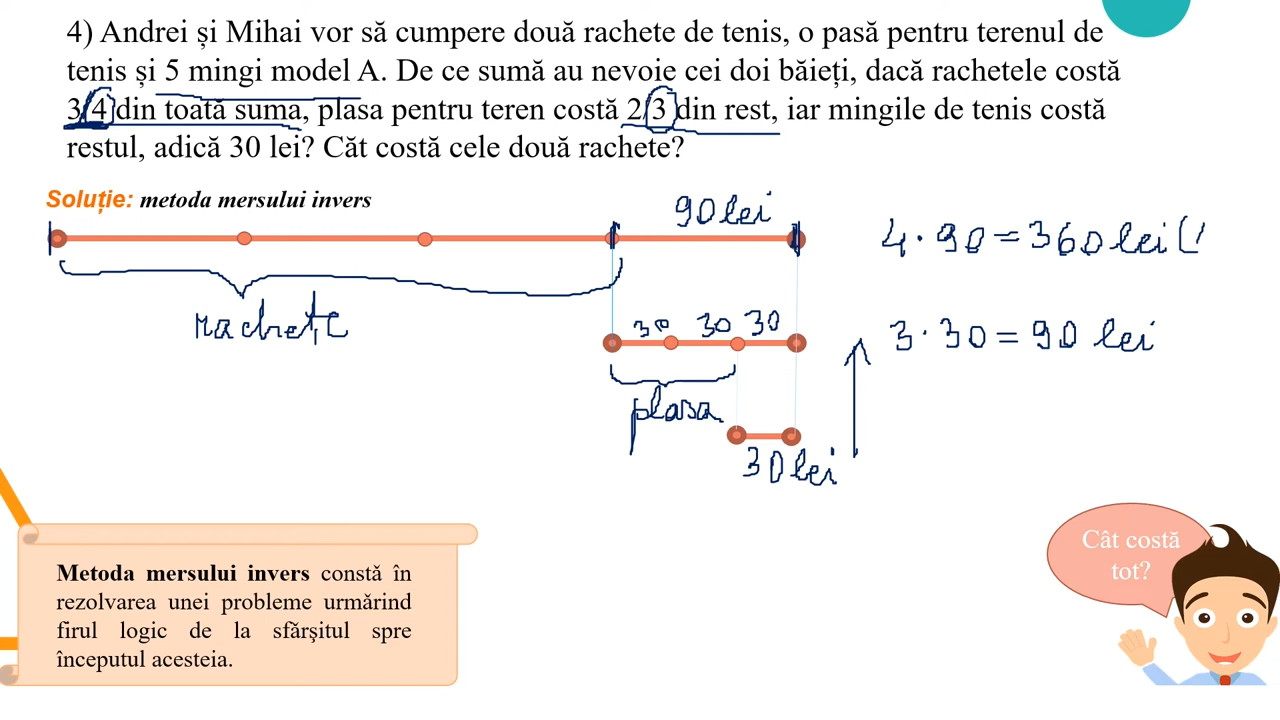 4) Andrei și Mihai vor să cumpere două rachete de tenis, o pasă pentru terenul de
tenis și 5 mingi model A. De ce sumă au nevoie cei doi băieți, dacă rachetele costă
3/4 din toată suma, plasa pentru teren costă 2/3 din rest, iar mingile de tenis costă
restul, adică 30 lei? Căt costă cele două rachete?
Soluție: metoda mersului invers
90 lei
4 · 90 = 360 lei (
rachete
30 30 30
3 · 30 = 90 lei
plasa
30 lei
Cât costă
tot?
Metoda mersului invers constă în
rezolvarea unei probleme urmărind
firul logic de la sfârşitul spre
începutul acesteia.